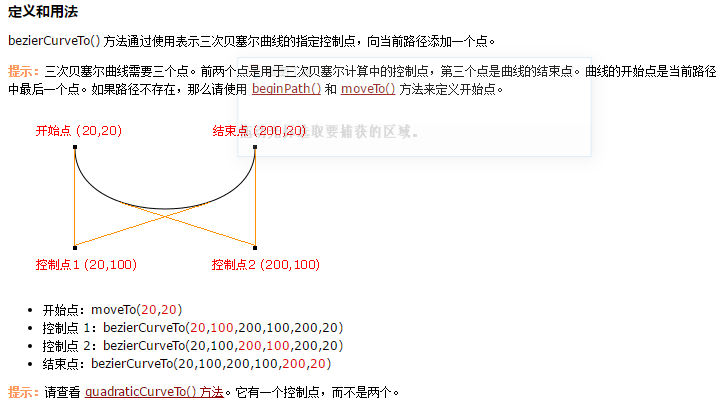 定义和用法
bezierCurveTo() 方法通过使用表示三次贝塞尔曲线的指定控制点，向当前路径添加一个点。
提示：三次贝塞尔曲线需要三个点。前两个点是用于三次贝塞尔计算中的控制点，第三个点是曲线的结束点。曲线的开始点是当前路径
中最后一个点。如果路径不存在，那么请使用 beginPath() 和 moveTo() 方法来定义开始点。
开始点 (20,20) 结束点 (200,20)
取要捕获的区域。
控制点1 (20,100) 控制点2 (200,100)
• 开始点：moveTo(20,20)
• 控制点 1：bezierCurveTo(20,100,200,100,200,20)
• 控制点 2：bezierCurveTo(20,100,200,100,200,20)
• 结束点：bezierCurveTo(20,100,200,100,200,20)
提示：请查看 quadraticCurveTo() 方法。它有一个控制点，而不是两个。